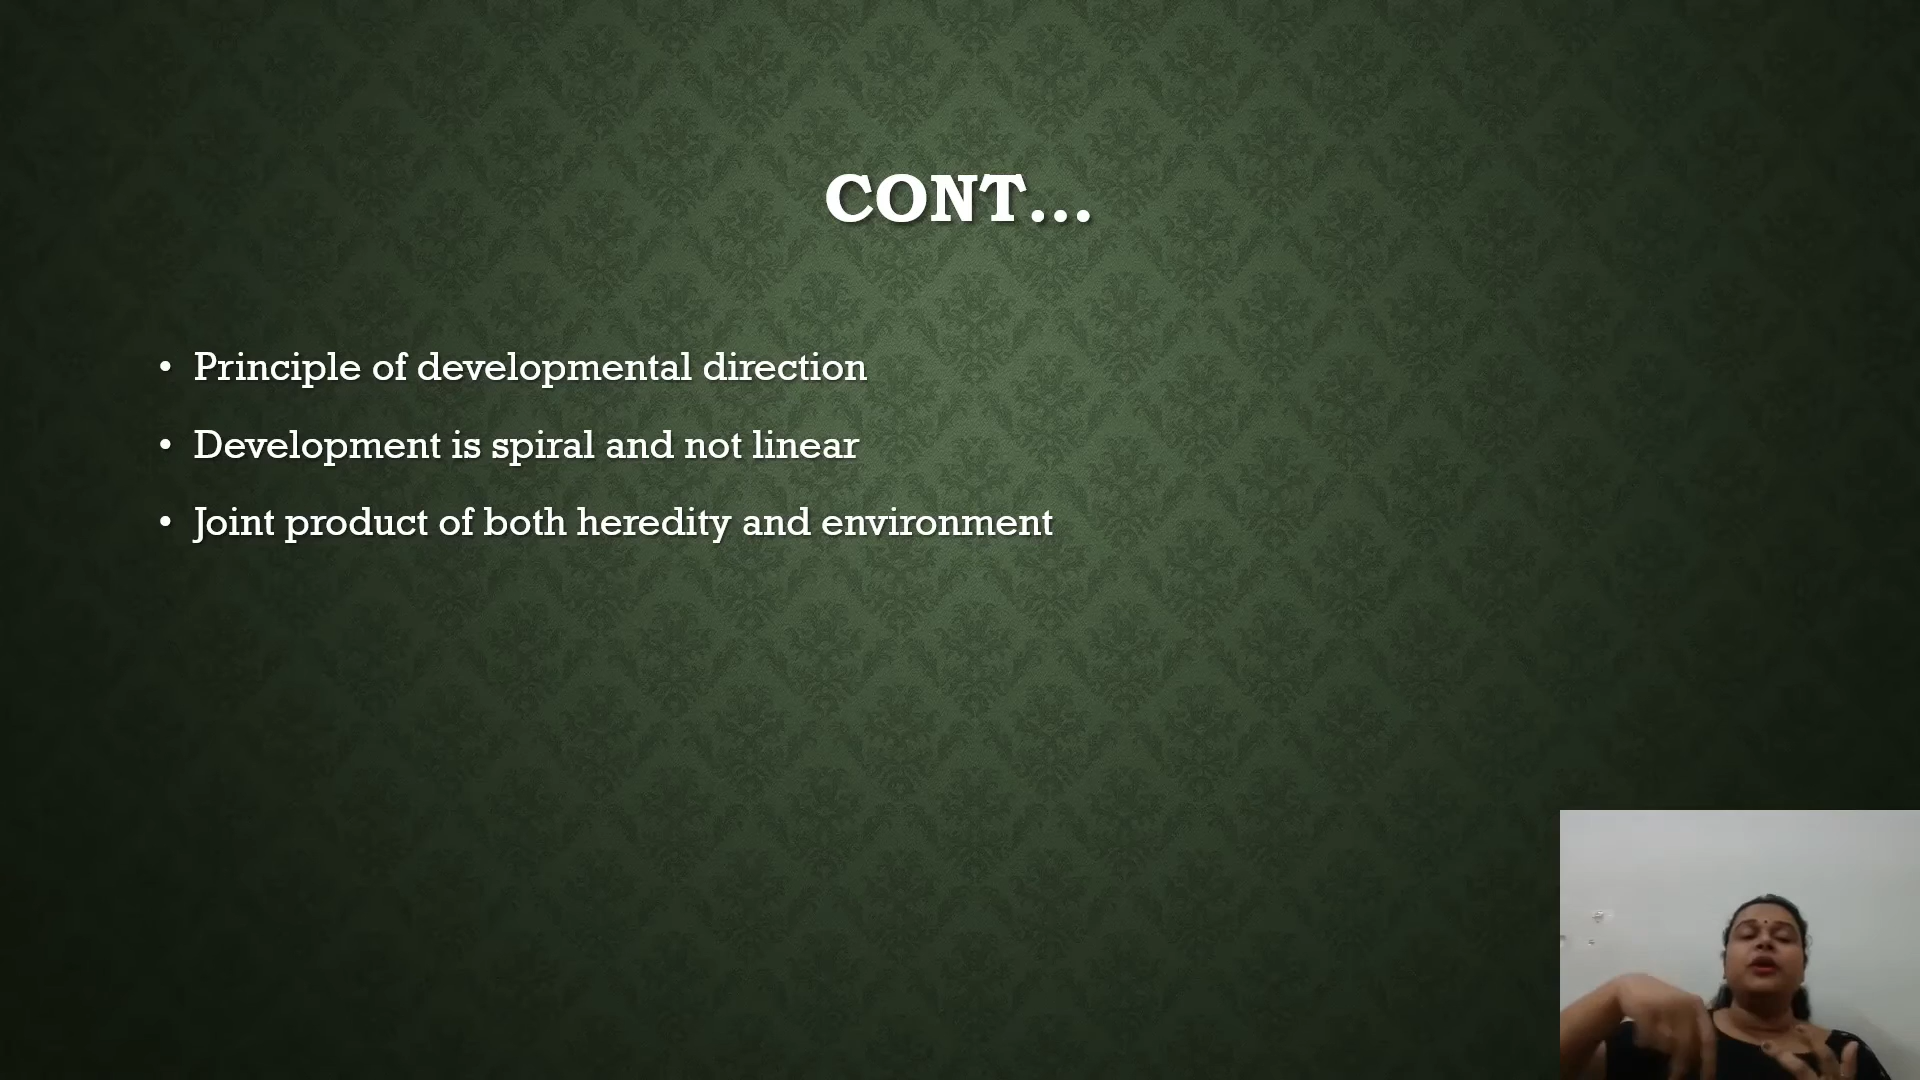 CONT...
• Principle of developmental direction
• Development is spiral and not linear
• Joint product of both heredity and environment